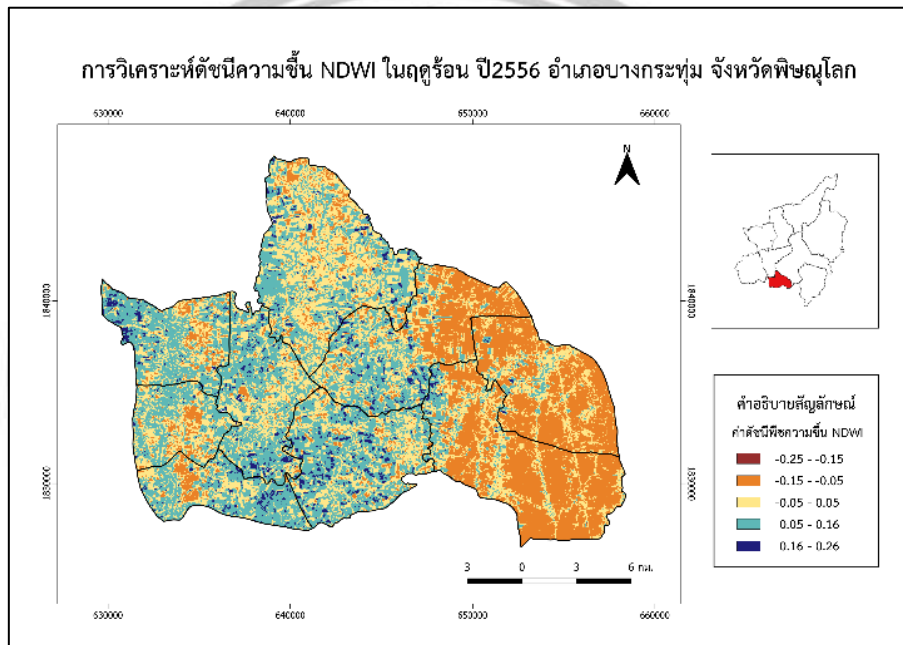 การวิเคราะห์ดัชนีความชื้น NDWI ในฤดูร้อน ปี2556 อำเภอบางกระทุ่ม จังหวัดพิษณุโลก
630000 640000 650000 660000
N
1840000 1840000
1830000 1830000
3 0 3 6 กม.
630000 640000 650000 660000
คำอธิบายสัญลักษณ์
ค่าดัชนีพืชความชื้น NDWI
-0.25 - -0.15
-0.15 - -0.05
-0.05 - 0.05
0.05 - 0.16
0.16 - 0.26